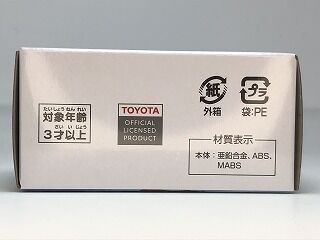 たいしょうねんれい
対象年齢
さい いじょう
3才以上
TOYOTA
OFFICIAL
LICENSED
PRODUCT
紙
外箱
プラ
袋:PE
材質表示
本体:亜鉛合金、ABS、
MABS